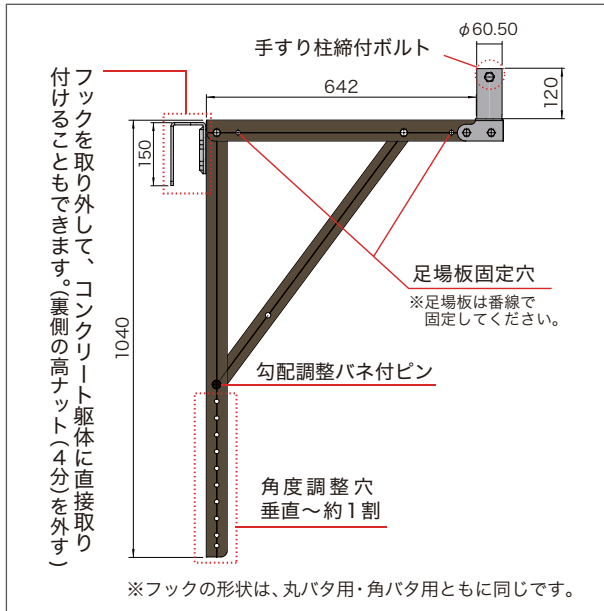 φ60.50
手すり柱締付ボルト
642
120
フックを取り外して、コンクリート躯体に直接取り
付けることもできます。(裏側の高ナット(4分)を外す)
150
1040
足場板固定穴
※足場板は番線で
固定してください。
勾配調整バネ付ピン
角度調整穴
垂直～約1割
※フックの形状は、丸バタ用・角バタ用ともに同じです。